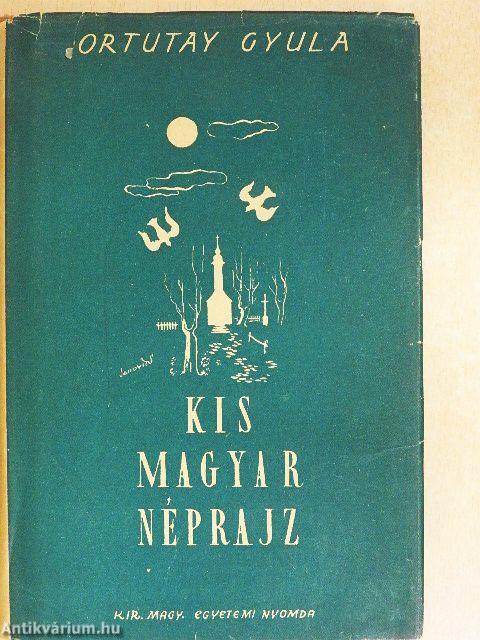 ORTUTAY GYULA
KIS
MAGYAR
NÉPRAJZ
KIR. MAGY. EGYETEMI NYOMDA
Antikvárium.hu